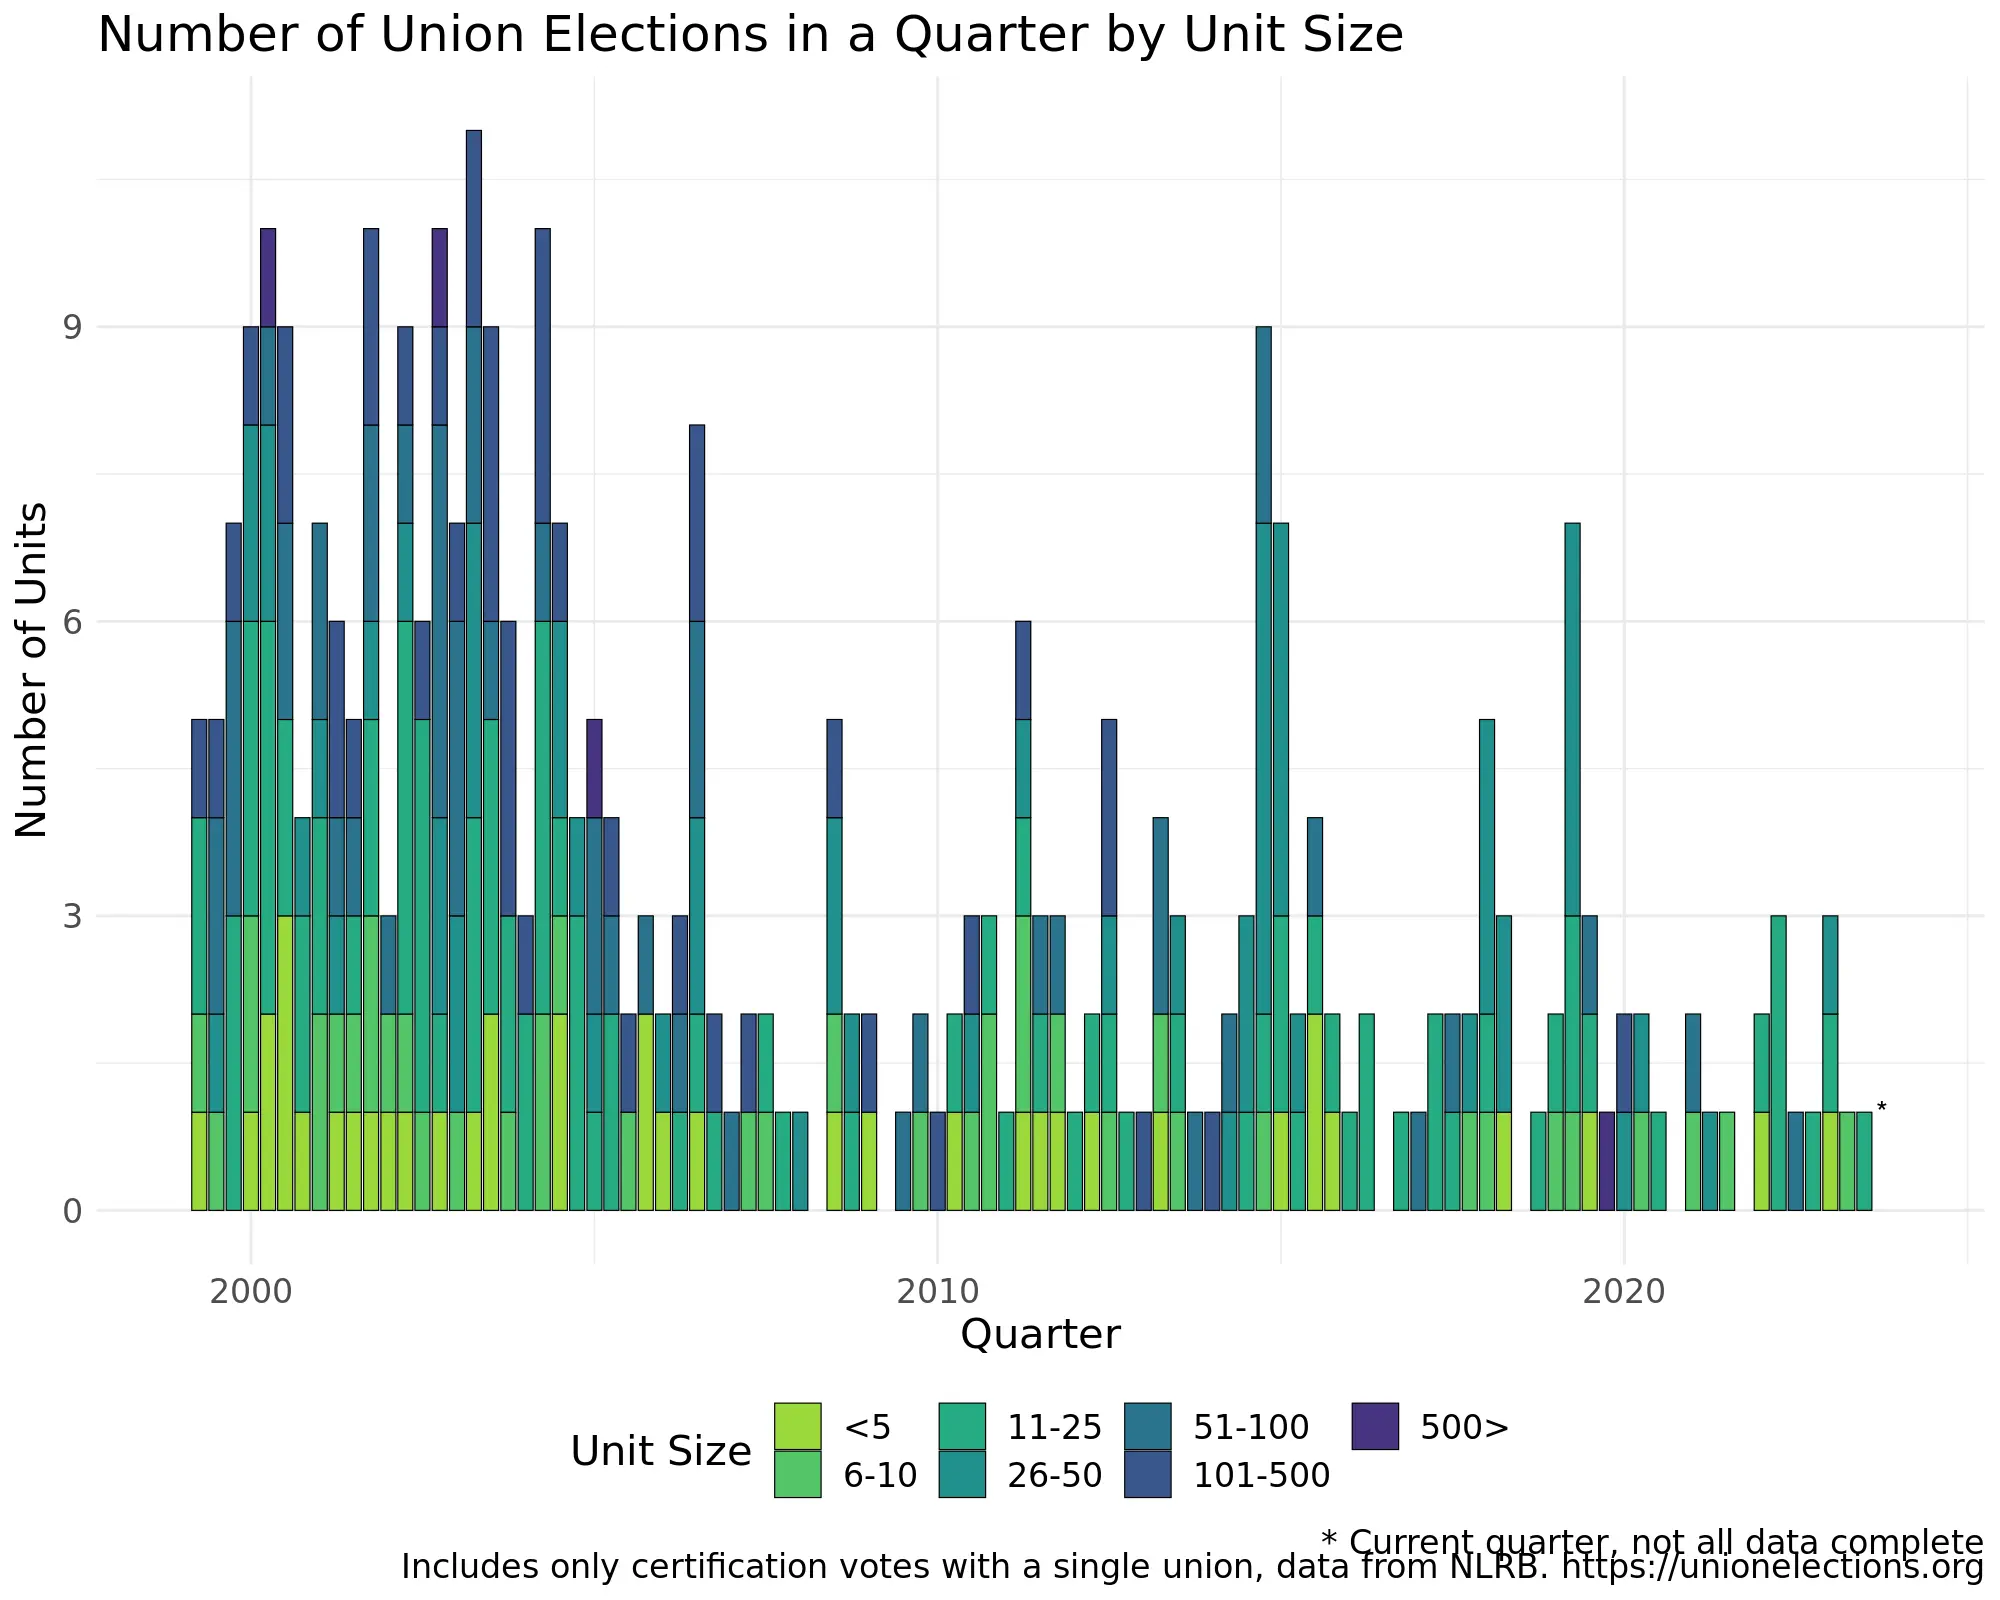 Number of Union Elections in a Quarter by Unit Size
Number of Units
9
6
3
0
*
2000 2010 2020
Quarter
Unit Size
<5 11-25 51-100 500>
6-10 26-50 101-500
* Current quarter, not all data complete
Includes only certification votes with a single union, data from NLRB. https://unionelections.org